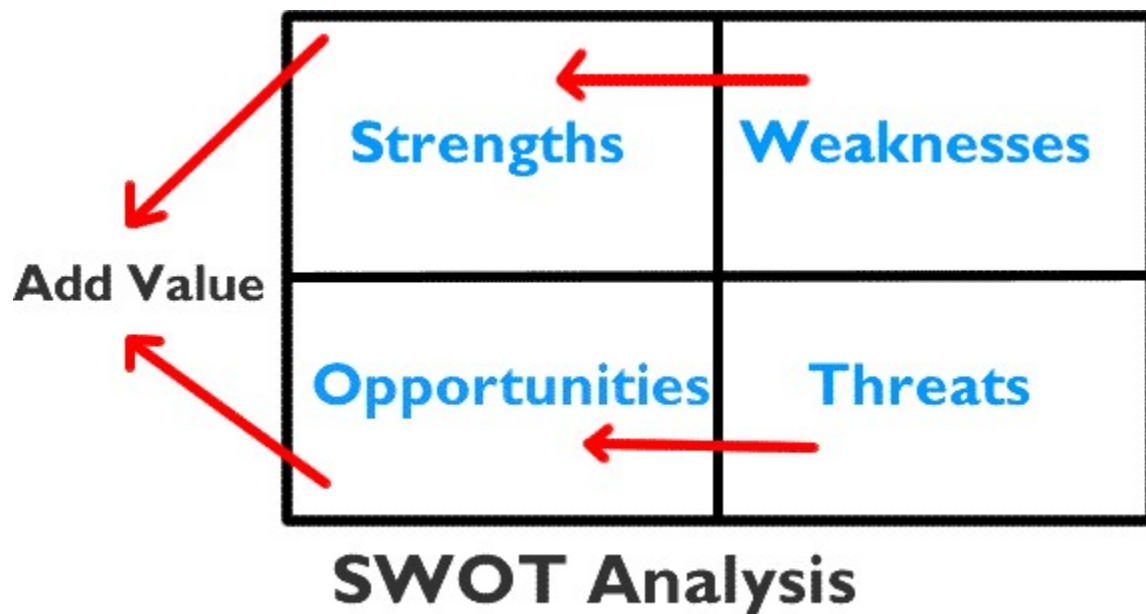 Strengths
Weaknesses
Add Value
Opportunities
Threats
SWOT Analysis